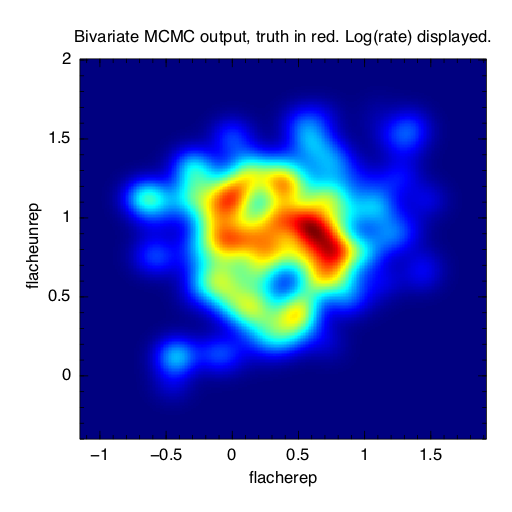 Bivariate MCMC output, truth in red. Log(rate) displayed.
2
1.5
1
0.5
0
flacheunrep
−1 −0.5 0 0.5 1 1.5
flacherep